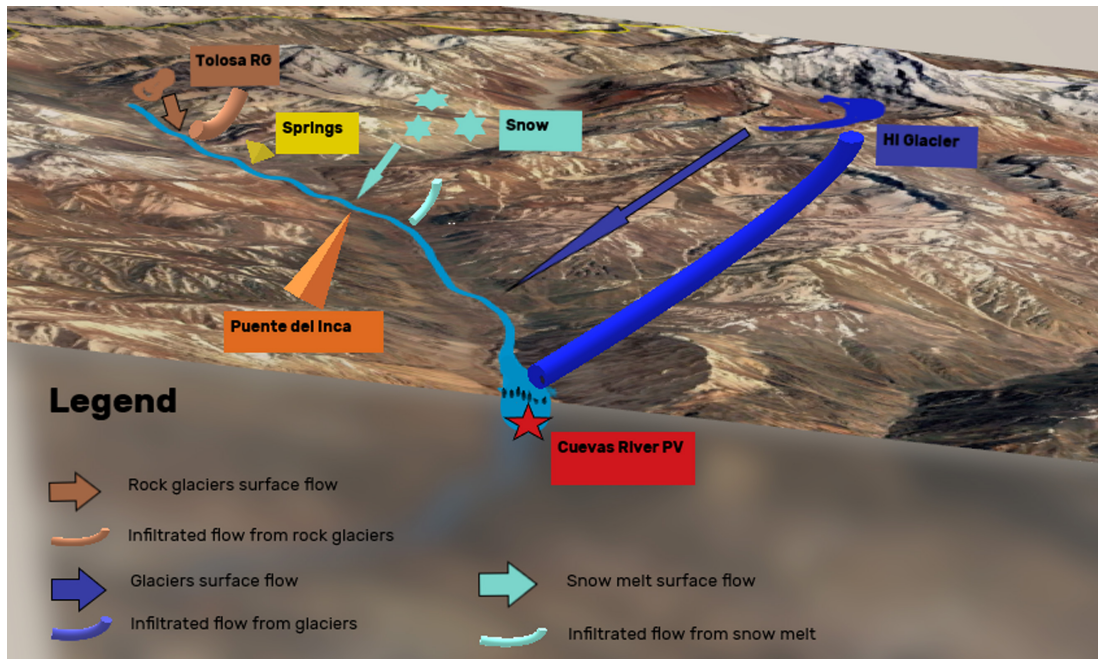 Tolosa RG
Springs
Snow
HI Glacier
Puente del Inca
Cuevas River PV
Legend
Rock glaciers surface flow
Infiltrated flow from rock glaciers
Glaciers surface flow
Infiltrated flow from glaciers
Snow melt surface flow
Infiltrated flow from snow melt